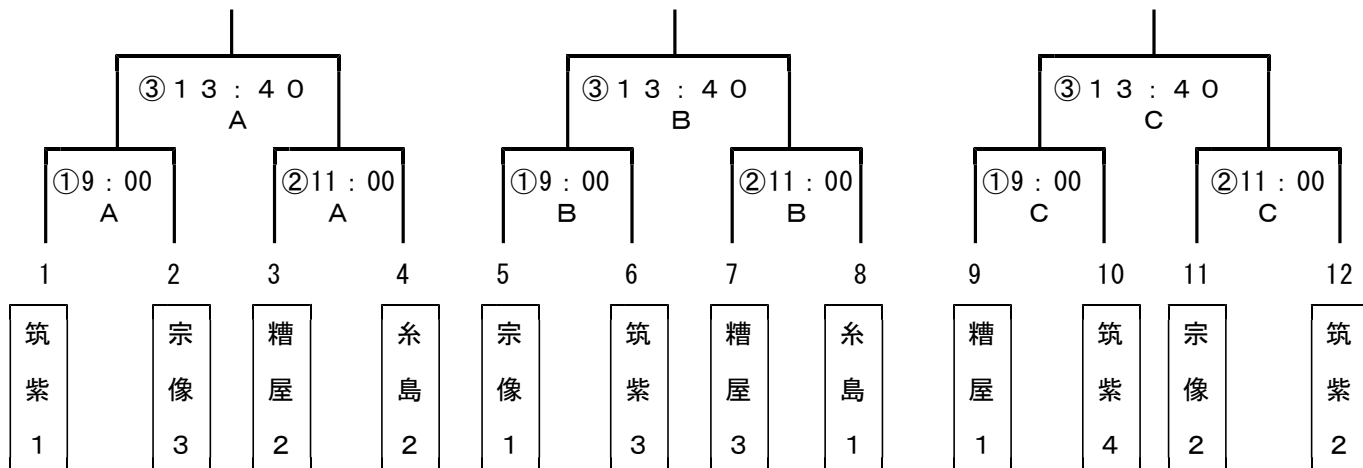 ③１３：４０
A
③１３：４０
B
③１３：４０
C
①9：00
A
②11：00
A
①9：00
B
②11：00
B
①9：00
C
②11：00
C
1 2 3 4 5 6 7 8 9 10 11 12
筑紫１
宗像３
糟屋２
糸島２
宗像１
筑紫３
糟屋３
糸島１
糟屋１
筑紫４
宗像２
筑紫２